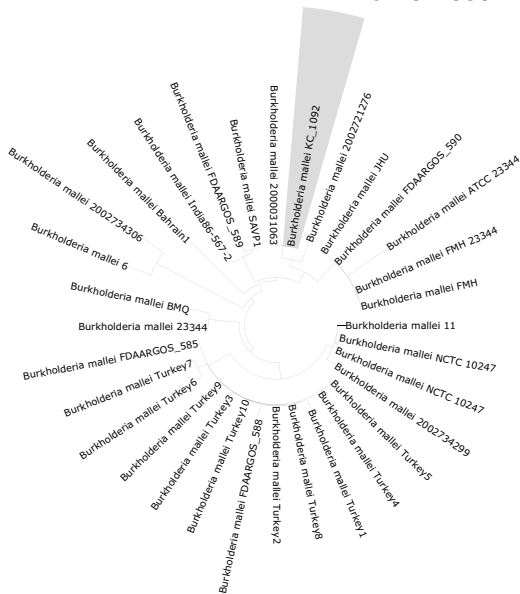 Burkholderia mallei KC_1092
Burkholderia mallei 2002721276
Burkholderia mallei JHU
Burkholderia mallei FDAARGOS_590
Burkholderia mallei ATCC 23344
Burkholderia mallei FMH 23344
Burkholderia mallei FMH
Burkholderia mallei 11
Burkholderia mallei NCTC 10247
Burkholderia mallei NCTC 10247
Burkholderia mallei 2002734299
Burkholderia mallei Turkey5
Burkholderia mallei Turkey4
Burkholderia mallei Turkey1
Burkholderia mallei Turkey8
Burkholderia mallei Turkey2
Burkholderia mallei FDAARGOS_588
Burkholderia mallei Turkey10
Burkholderia mallei Turkey3
Burkholderia mallei Turkey9
Burkholderia mallei Turkey6
Burkholderia mallei Turkey7
Burkholderia mallei FDAARGOS_585
Burkholderia mallei 23344
Burkholderia mallei BMQ
Burkholderia mallei 6
Burkholderia mallei 2002734306
Burkholderia mallei Bahrain1
Burkholderia mallei India86-567-2
Burkholderia mallei FDAARGOS_589
Burkholderia mallei SAVP1
Burkholderia mallei 2000031063